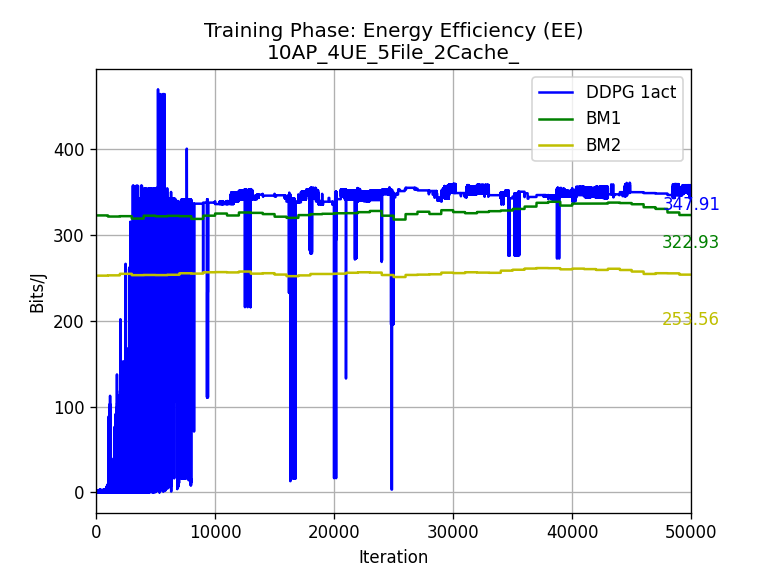 Training Phase: Energy Efficiency (EE)
10AP_4UE_5File_2Cache_
DDPG 1act
BM1
BM2
400
300
200
100
0
Bits/J
347.91
322.93
253.56
0 10000 20000 30000 40000 50000
Iteration